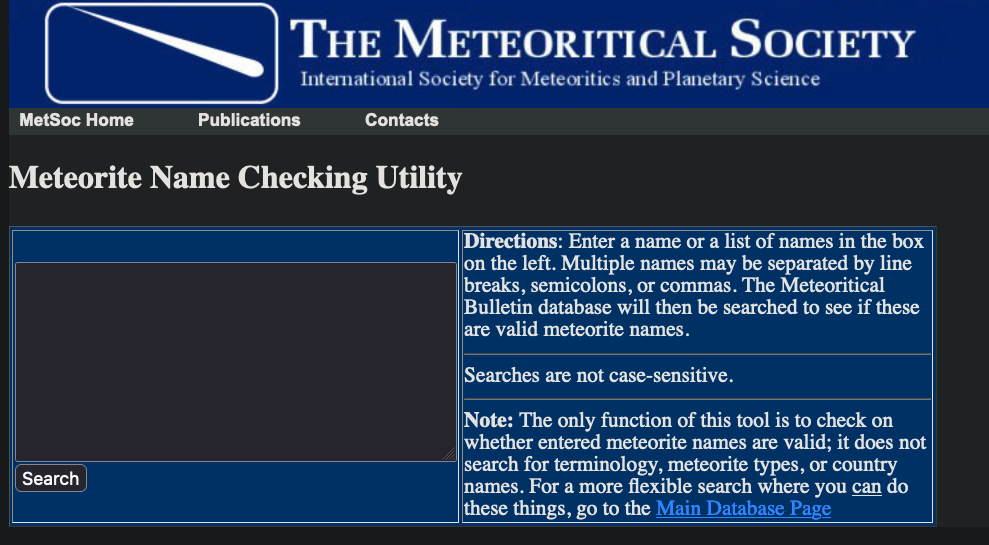 THE METEORITICAL SOCIETY
International Society for Meteoritics and Planetary Science
MetSoc Home Publications Contacts
Meteorite Name Checking Utility
Directions: Enter a name or a list of names in the box
on the left. Multiple names may be separated by line
breaks, semicolons, or commas. The Meteoritical
Bulletin database will then be searched to see if these
are valid meteorite names.
Searches are not case-sensitive.
Note: The only function of this tool is to check on
whether entered meteorite names are valid; it does not
search for terminology, meteorite types, or country
names. For a more flexible search where you can do
these things, go to the Main Database Page
Search